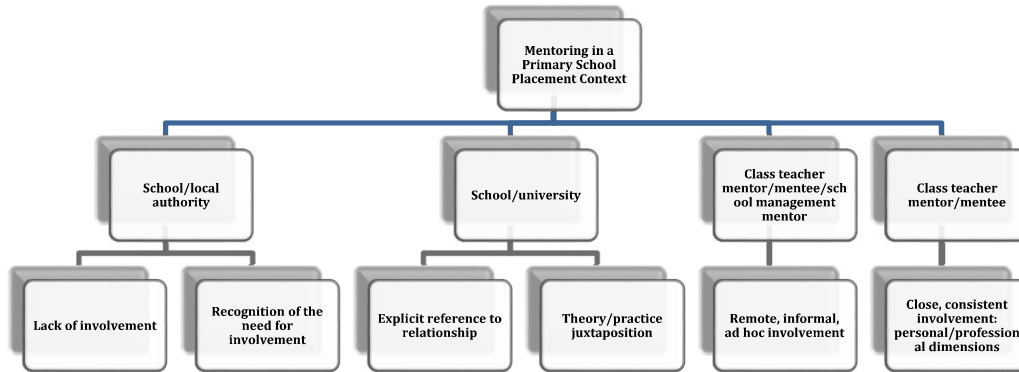 Mentoring in a
Primary School
Placement Context
School/local
authority
School/university
Class teacher
mentor/mentee/sch
ool management
mentor
Class teacher
mentor/mentee
Lack of involvement
Recognition of the
need for
involvement
Explicit reference to
relationship
Theory/practice
juxtaposition
Remote, informal,
ad hoc involvement
Close, consistent
involvement:
personal/profession
al dimensions